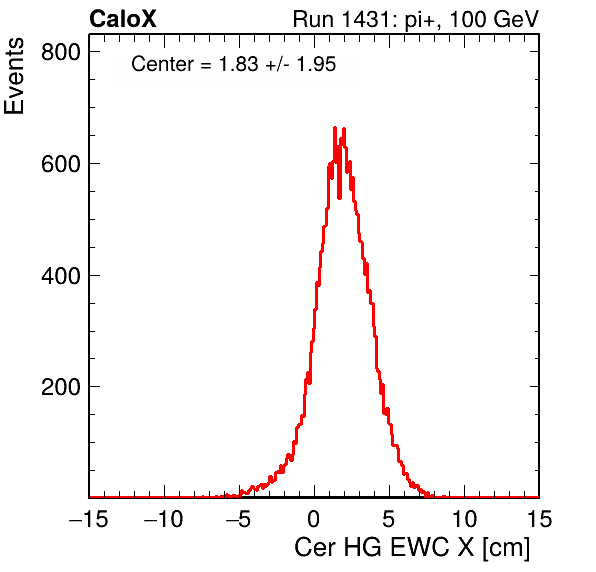 CaloX Run 1431: pi+, 100 GeV
Events
Center = 1.83 +/- 1.95
800
600
400
200
−15 −10 −5 0 5 10 15
Cer HG EWC X [cm]